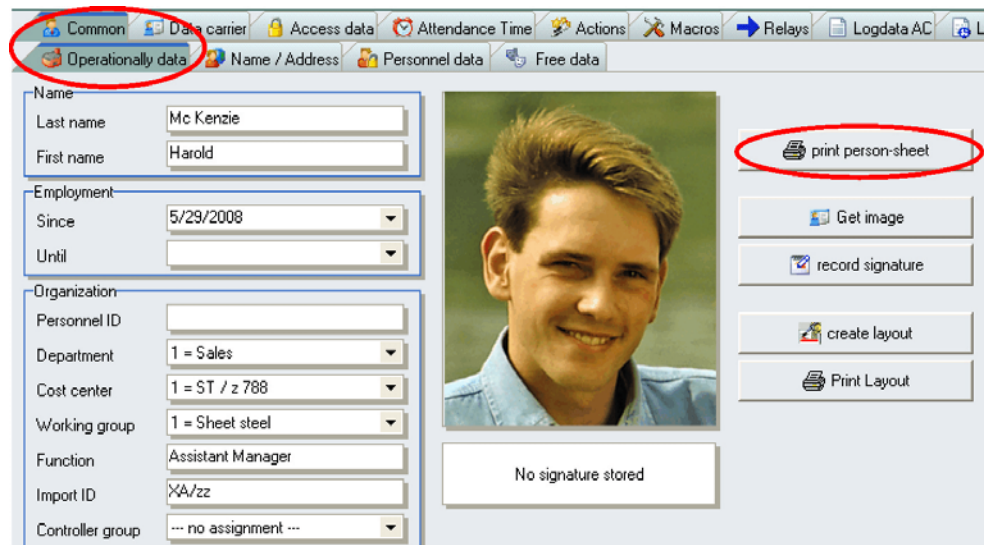 Common Data carrier Access data Attendance Time Actions Macros Relays Logdata AC L
Operationally data Name / Address Personnel data Free data
Name
Last name Mc Kenzie
First name Harold
print person-sheet
Employment
Since 5/29/2008
Get image
Until
record signature
Organization
Personnel ID
create layout
Department 1 = Sales
Cost center 1 = ST / z 788
Print Layout
Working group 1 = Sheet steel
Function Assistant Manager
No signature stored
Import ID XA/zz
Controller group --- no assignment ---